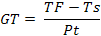 GT = (TF − Ts) / Pt